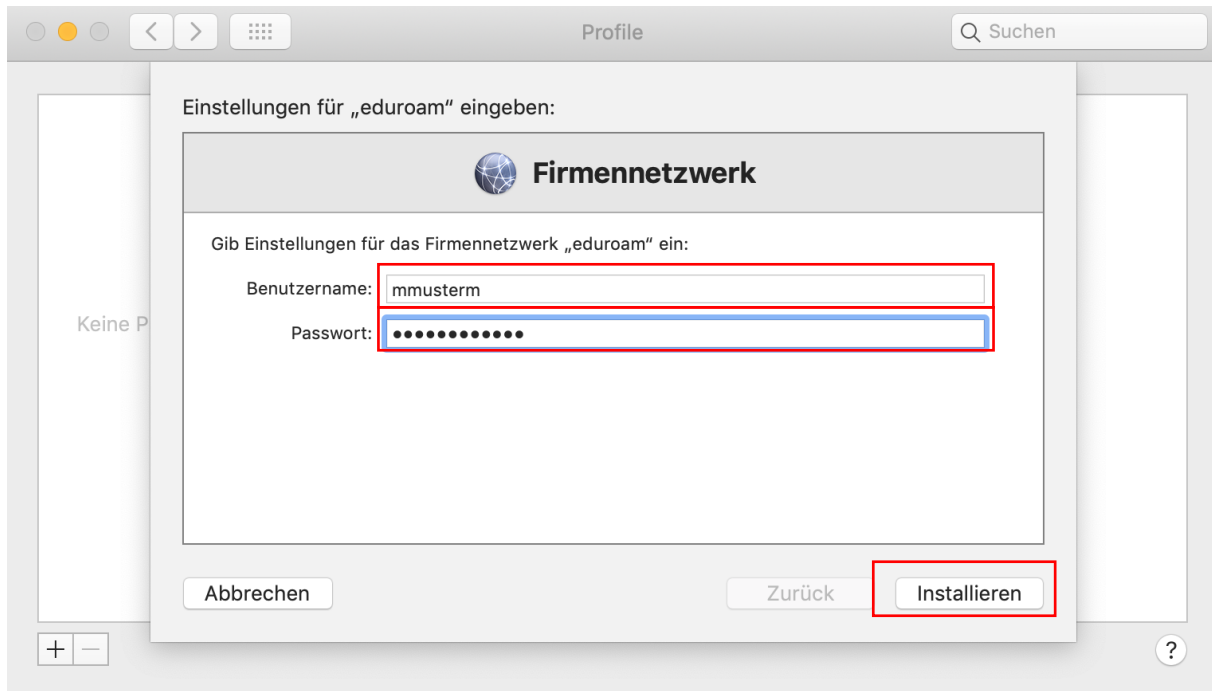 Profile
Suchen
Einstellungen für „eduroam“ eingeben:
Firmennetzwerk
Gib Einstellungen für das Firmennetzwerk „eduroam“ ein:
Benutzername: mmusterm
Passwort: ••••••••••••
Keine P
Abbrechen
Zurück
Installieren
+ −
?